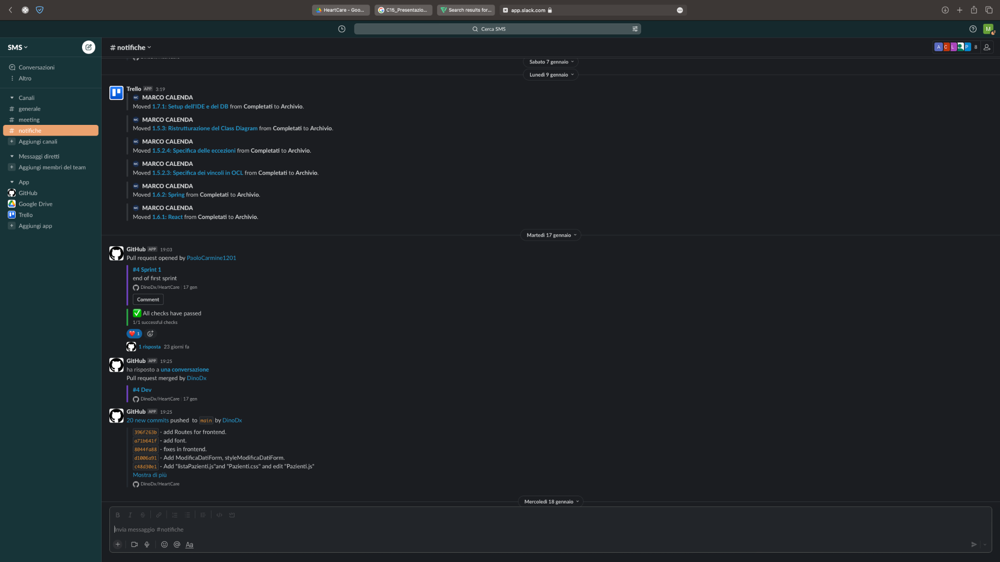 HeartCare - Goo...
C15_Presentazio...
Search results for...
app.slack.com
Cerca SMS
M
SMS
# notifiche
A C L P 8
Conversazioni
Altro
Canali
# generale
# meeting
# notifiche
+ Aggiungi canali
Messaggi diretti
+ Aggiungi membri del team
App
GitHub
Google Drive
Trello
+ Aggiungi app
DinoDx/HeartCare
Sabato 7 gennaio
Lunedì 9 gennaio
Trello APP 3:19
MC MARCO CALENDA
Moved 1.7.1: Setup dell'IDE e del DB from Completati to Archivio.
MC MARCO CALENDA
Moved 1.5.3: Ristrutturazione del Class Diagram from Completati to Archivio.
MC MARCO CALENDA
Moved 1.5.2.4: Specifica delle eccezioni from Completati to Archivio.
MC MARCO CALENDA
Moved 1.5.2.3: Specifica dei vincoli in OCL from Completati to Archivio.
MC MARCO CALENDA
Moved 1.6.2: Spring from Completati to Archivio.
MC MARCO CALENDA
Moved 1.6.1: React from Completati to Archivio.
Martedì 17 gennaio
GitHub APP 19:03
Pull request opened by PaoloCarmine1201
#4 Sprint 1
end of first sprint
DinoDx/HeartCare | 17 gen
Comment
All checks have passed
1/1 successful checks
1
1 risposta 23 giorni fa
GitHub APP 19:25
ha risposto a una conversazione
Pull request merged by DinoDx
#4 Dev
DinoDx/HeartCare | 17 gen
GitHub APP 19:25
20 new commits pushed to main by DinoDx
396f263b - add Routes for frontend.
a71b641f - add font.
8044fa88 - fixes in frontend.
d1006a91 - Add ModificaDatiForm, styleModificaDatiForm.
c48d30e1 - Add "listaPazienti.js"and "Pazienti.css" and edit "Pazienti.js"
Mostra di più
DinoDx/HeartCare
Mercoledì 18 gennaio
B I S
Invia messaggio #notifiche
+ @ Aa